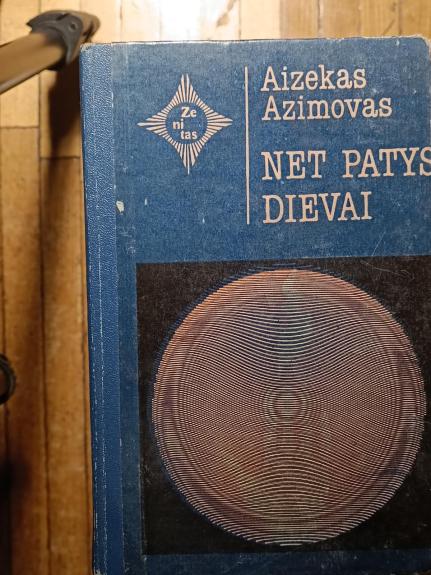 Ze
ni
tas
Aizekas
Azimovas
NET PATYS
DIEVAI